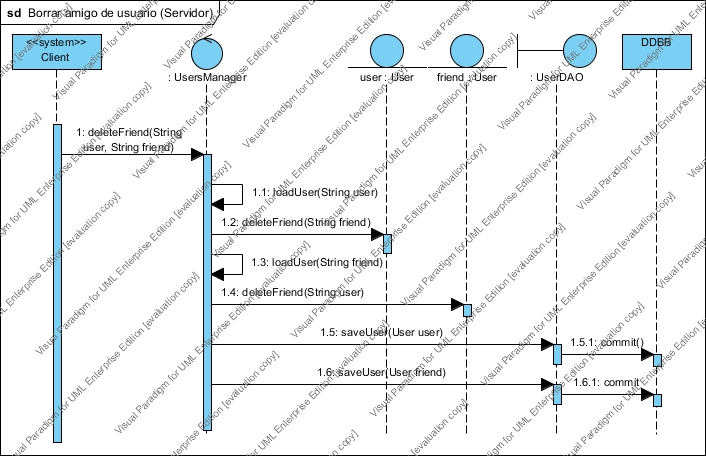 sd Borrar amigo de usuario (Servidor)
<<system>>
Client
: UsersManager
user : User
friend : User
: UserDAO
DDBB
1: deleteFriend(String
user, String friend)
1.1: loadUser(String user)
1.2: deleteFriend(String friend)
1.3: loadUser(String friend)
1.4: deleteFriend(String user)
1.5: saveUser(User user)
1.5.1: commit()
1.6: saveUser(User friend)
1.6.1: commit
Visual Paradigm for UML Enterprise Edition [evaluation copy]